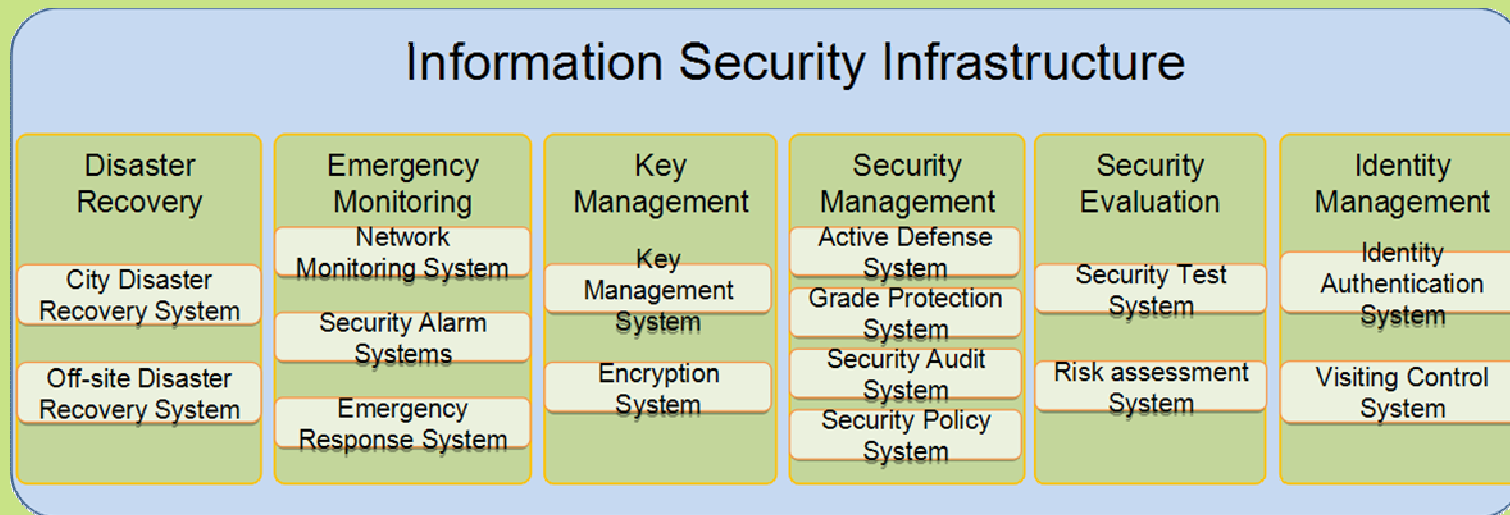 Information Security Infrastructure
Disaster
Recovery
City Disaster
Recovery System
Off-site Disaster
Recovery System
Emergency
Monitoring
Network
Monitoring System
Security Alarm
Systems
Emergency
Response System
Key
Management
Key
Management
System
Encryption
System
Security
Management
Active Defense
System
Grade Protection
System
Security Audit
System
Security Policy
System
Security
Evaluation
Security Test
System
Risk assessment
System
Identity
Management
Identity
Authentication
System
Visiting Control
System